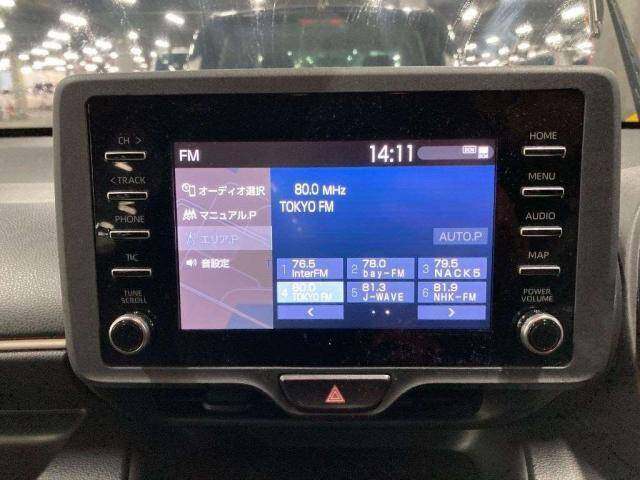 CH >
< TRACK
PHONE
T/C
TUNE
SCROLL
FM
14:11
オーディオ選択
マニュアル.P
エリア.P
音設定
80.0 MHz
TOKYO FM
AUTO.P
1 76.5 InterFM
2 78.0 bay-FM
3 79.5 NACK5
4 80.0 TOKYO FM
5 81.3 J-WAVE
6 81.9 NHK-FM
<
>
HOME
MENU
AUDIO
MAP
POWER
VOLUME